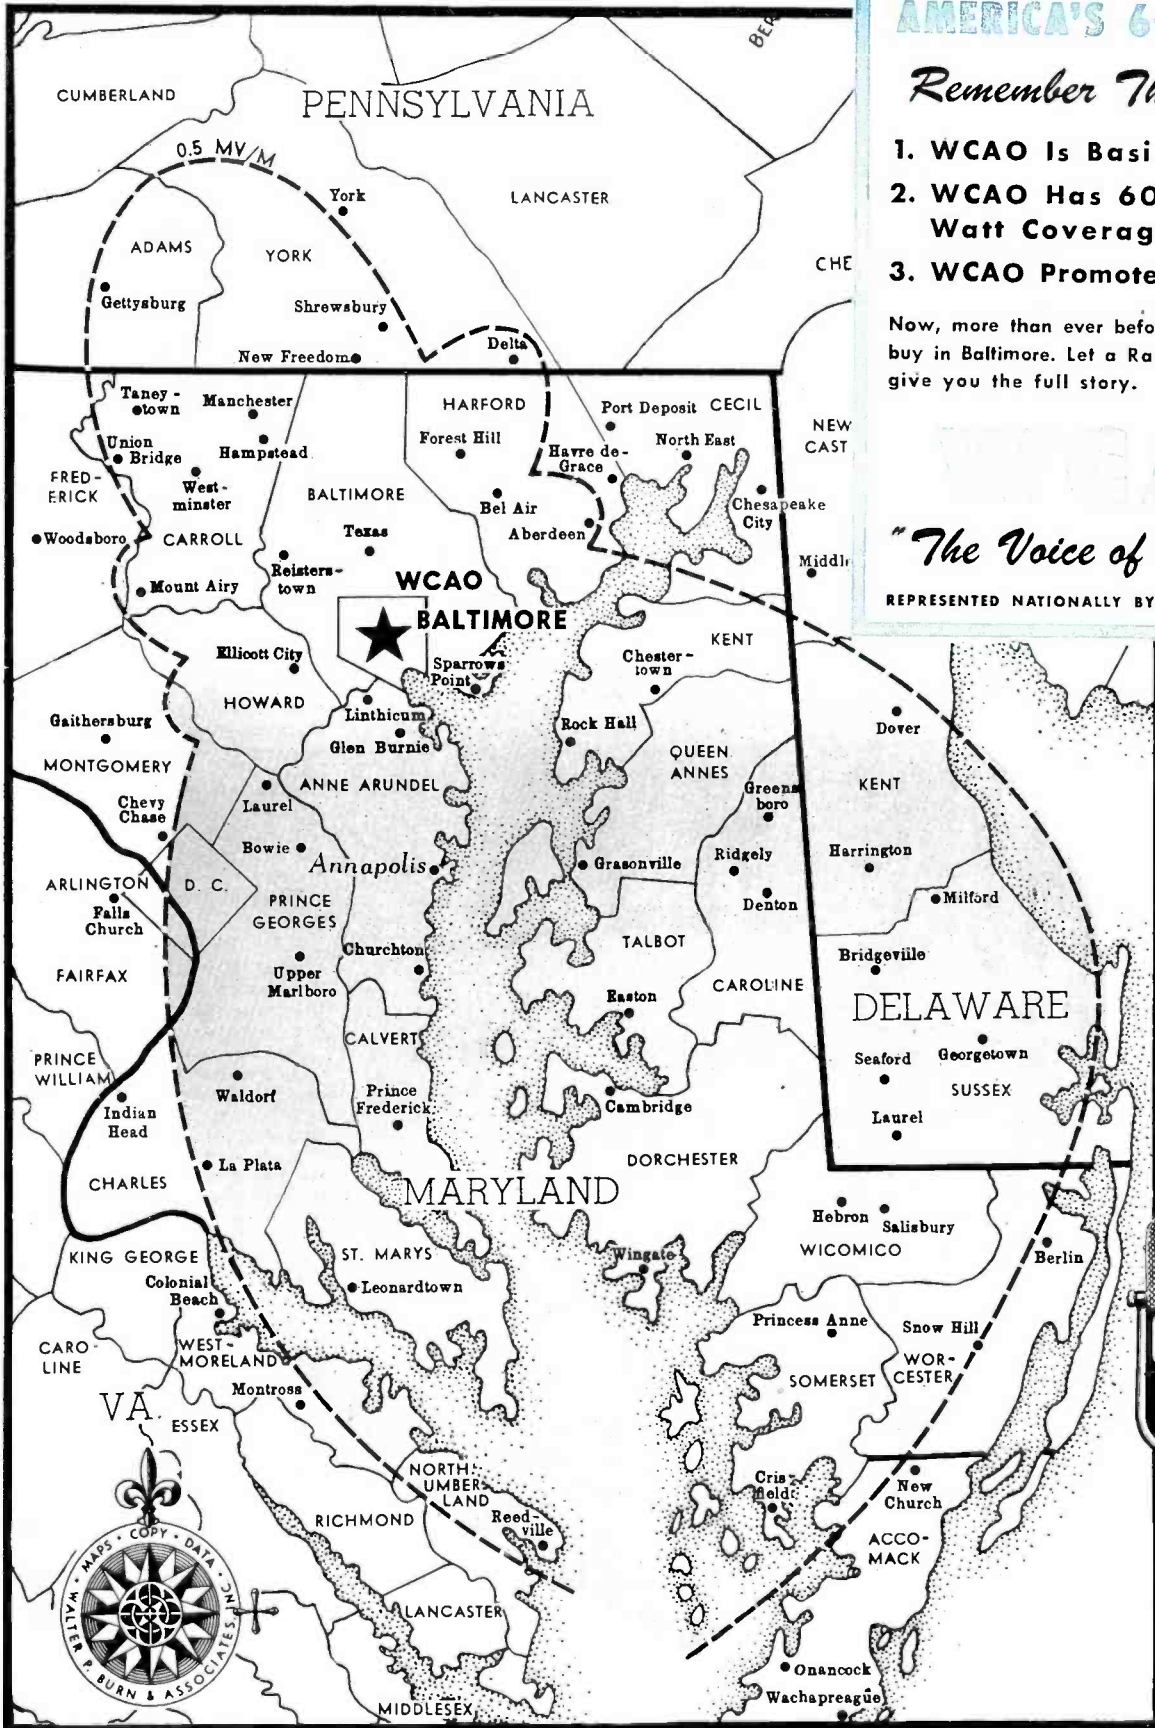 AMERICA'S 6
Remember Th
1. WCAO Is Basi
2. WCAO Has 60
Watt Coverag
3. WCAO Promote
Now, more than ever befo
buy in Baltimore. Let a Ra
give you the full story.
"The Voice of
REPRESENTED NATIONALLY BY
BER
CUMBERLAND
PENNSYLVANIA
0.5 MV/M
York
LANCASTER
ADAMS
YORK
CHE
Gettysburg
Shrewsbury
New Freedom
Delta
Taney-
town
Manchester
HARFORD
Port Deposit
CECIL
NEW
CAST
Union
Bridge
Hampstead
Forest Hill
Havre de-
Grace
North East
FRED-
ERICK
West-
minster
BALTIMORE
Bel Air
Chesapeake
City
Woodsboro
CARROLL
Texas
Aberdeen
Middl
Mount Airy
Reisters-
town
WCAO
BALTIMORE
KENT
Ellicott City
Sparrows
Point
Chester-
town
HOWARD
Linthicum
Rock Hall
Dover
Gaithersburg
Glen Burnie
QUEEN
ANNES
MONTGOMERY
ANNE ARUNDEL
Greens
boro
KENT
Chevy
Chase
Laurel
Bowie
Annapolis
Grasonville
Ridgely
Harrington
ARLINGTON
D. C.
Falls
Church
PRINCE
GEORGES
Denton
Milford
Churchton
TALBOT
Bridgeville
FAIRFAX
Upper
Marlboro
Easton
CAROLINE
DELAWARE
CALVERT
Seaford
Georgetown
PRINCE
WILLIAM
Waldorf
Prince
Frederick
Cambridge
SUSSEX
Indian
Head
Laurel
La Plata
DORCHESTER
CHARLES
MARYLAND
Hebron
Salisbury
KING GEORGE
ST. MARYS
Wingate
WICOMICO
Berlin
Colonial
Beach
Leonardtown
Princess Anne
Snow Hill
CARO-
LINE
WEST-
MORELAND
SOMERSET
WOR-
CESTER
Montross
VA.
ESSEX
NORTH-
UMBER-
LAND
Cris-
field
New
Church
RICHMOND
Reed-
ville
ACCO-
MACK
MAPS • COPY • DATA • INC
WALTER P. BURN & ASSOCIATES
LANCASTER
Onancock
MIDDLESEX
Wachapreague